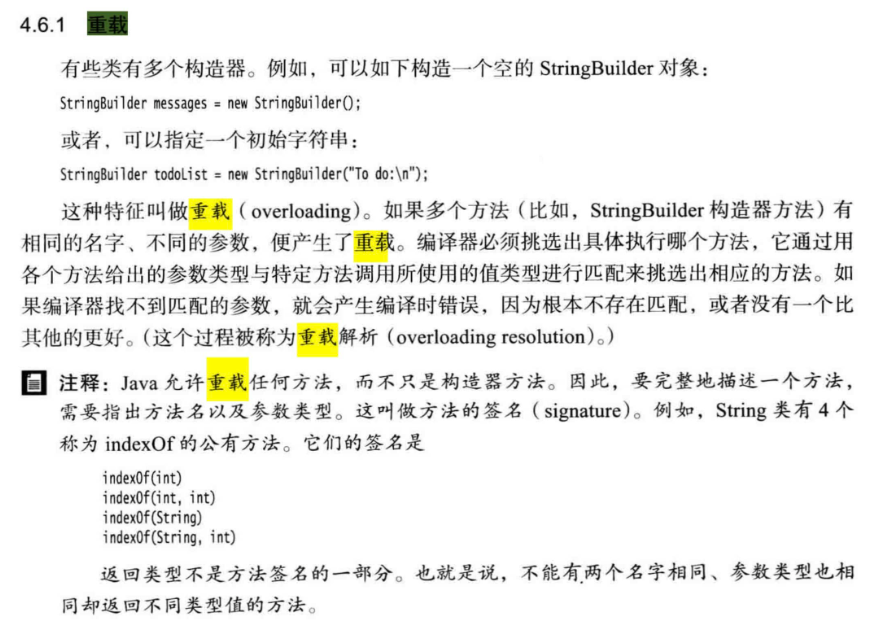 4.6.1 重载
有些类有多个构造器。例如，可以如下构造一个空的 StringBuilder 对象：
StringBuilder messages = new StringBuilder();
或者，可以指定一个初始字符串：
StringBuilder todoList = new StringBuilder("To do:\n");
这种特征叫做重载（overloading）。如果多个方法（比如，StringBuilder 构造器方法）有
相同的名字、不同的参数，便产生了重载。编译器必须挑选出具体执行哪个方法，它通过用
各个方法给出的参数类型与特定方法调用所使用的值类型进行匹配来挑选出相应的方法。如
果编译器找不到匹配的参数，就会产生编译时错误，因为根本不存在匹配，或者没有一个比
其他的更好。（这个过程被称为重载解析（overloading resolution）。）
注释：Java 允许重载任何方法，而不只是构造器方法。因此，要完整地描述一个方法，
需要指出方法名以及参数类型。这叫做方法的签名（signature）。例如，String 类有 4 个
称为 indexOf 的公有方法。它们的签名是
indexOf(int)
indexOf(int, int)
indexOf(String)
indexOf(String, int)
返回类型不是方法签名的一部分。也就是说，不能有两个名字相同、参数类型也相
同却返回不同类型值的方法。